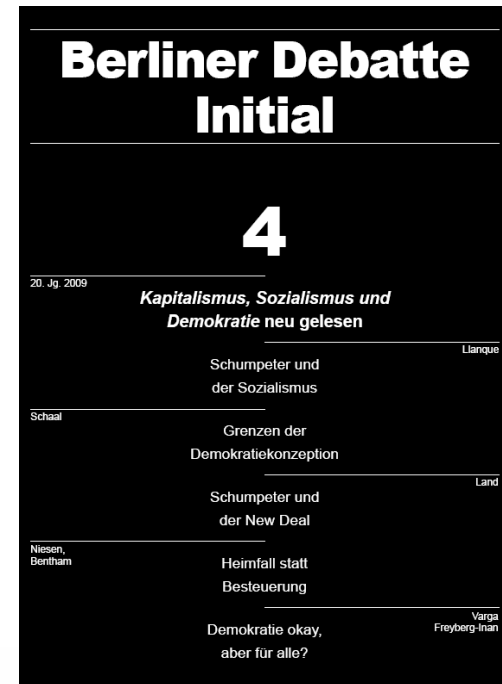 Berliner Debatte
Initial
4
20. Jg. 2009
Kapitalismus, Sozialismus und
Demokratie neu gelesen
Llanque
Schumpeter und
der Sozialismus
Schaal
Grenzen der
Demokratiekonzeption
Land
Schumpeter und
der New Deal
Niesen,
Bentham
Heimfall statt
Besteuerung
Varga
Freyberg-Inan
Demokratie okay,
aber für alle?